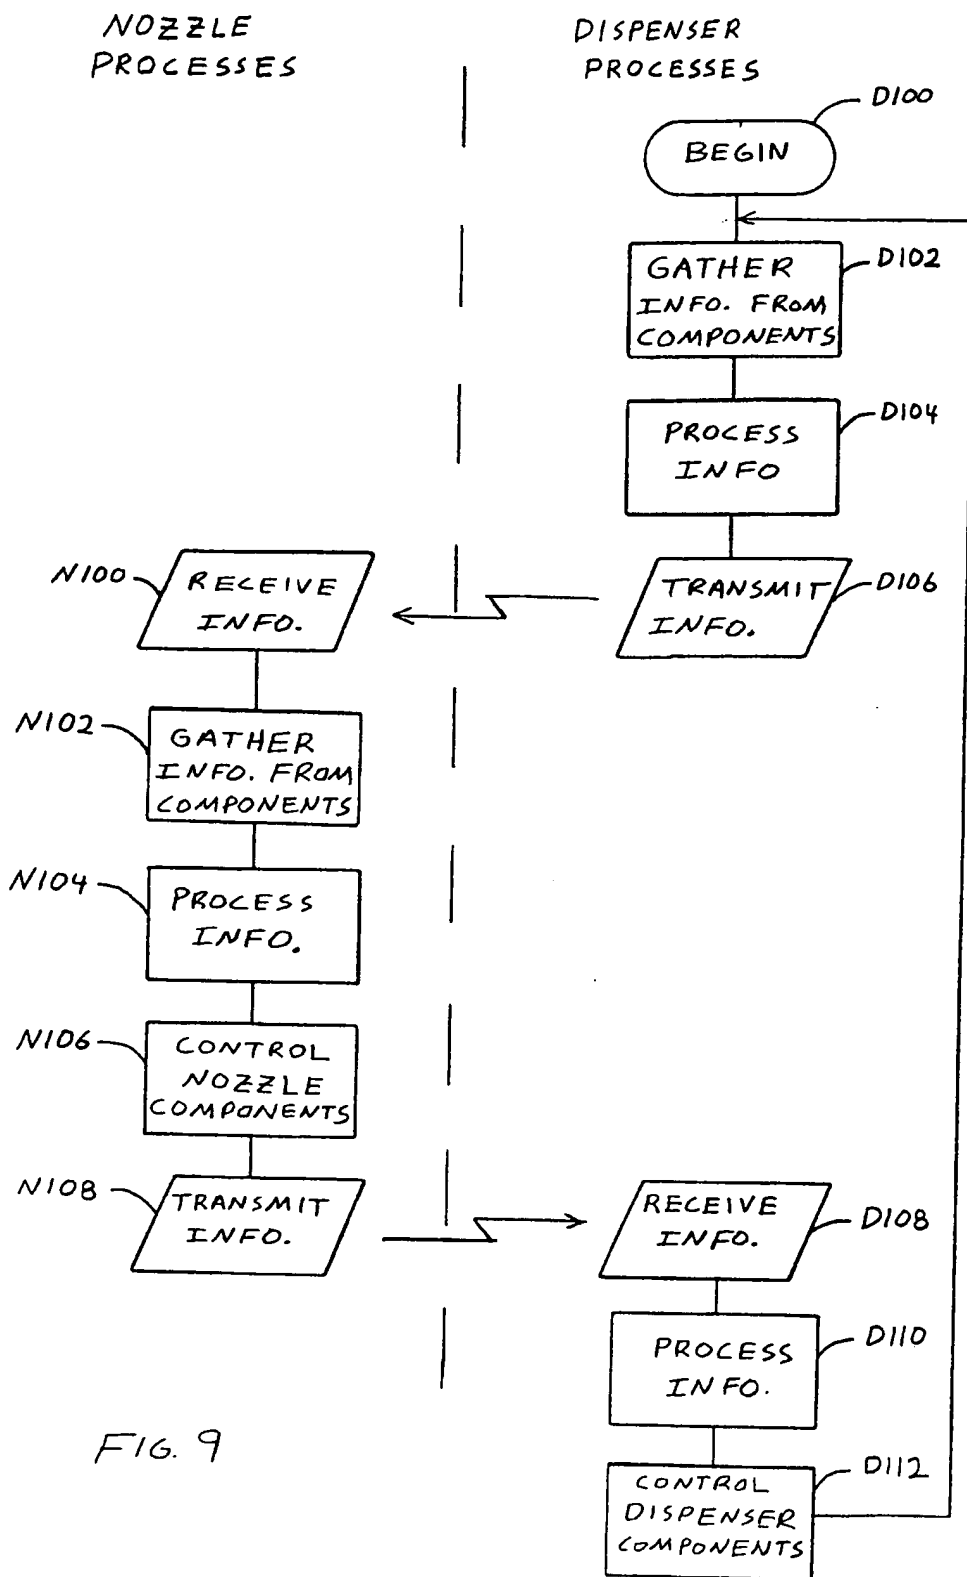 NOZZLE
PROCESSES
DISPENSER
PROCESSES
D100
BEGIN
D102
GATHER
INFO. FROM
COMPONENTS
D104
PROCESS
INFO
D106
TRANSMIT
INFO.
N100
RECEIVE
INFO.
N102
GATHER
INFO. FROM
COMPONENTS
N104
PROCESS
INFO.
N106
CONTROL
NOZZLE
COMPONENTS
N108
TRANSMIT
INFO.
RECEIVE
INFO.
D108
PROCESS
INFO.
D110
CONTROL
DISPENSER
COMPONENTS
D112
FIG. 9